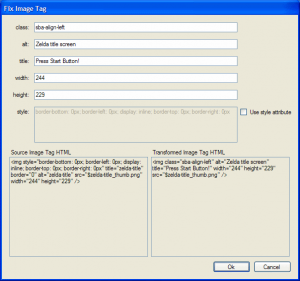 Fix Image Tag
class: sba-align-left
alt: Zelda title screen
title: Press Start Button!
width: 244
height: 229
style: border-bottom: 0px; border-left: 0px; display: inline; border-top: 0px; border-right: 0px
Use style attribute
Source Image Tag HTML
<img style="border-bottom: 0px; border-left: 0px; display:
inline; border-top: 0px; border-right: 0px" title="zelda-title"
border="0" alt="zelda-title" src="$zelda-title_thumb.png"
width="244" height="229" />
Transformed Image Tag HTML
<img class="sba-align-left" alt="Zelda title screen"
title="Press Start Button!" width="244" height="229"
src="$zelda-title_thumb.png" />
Ok
Cancel